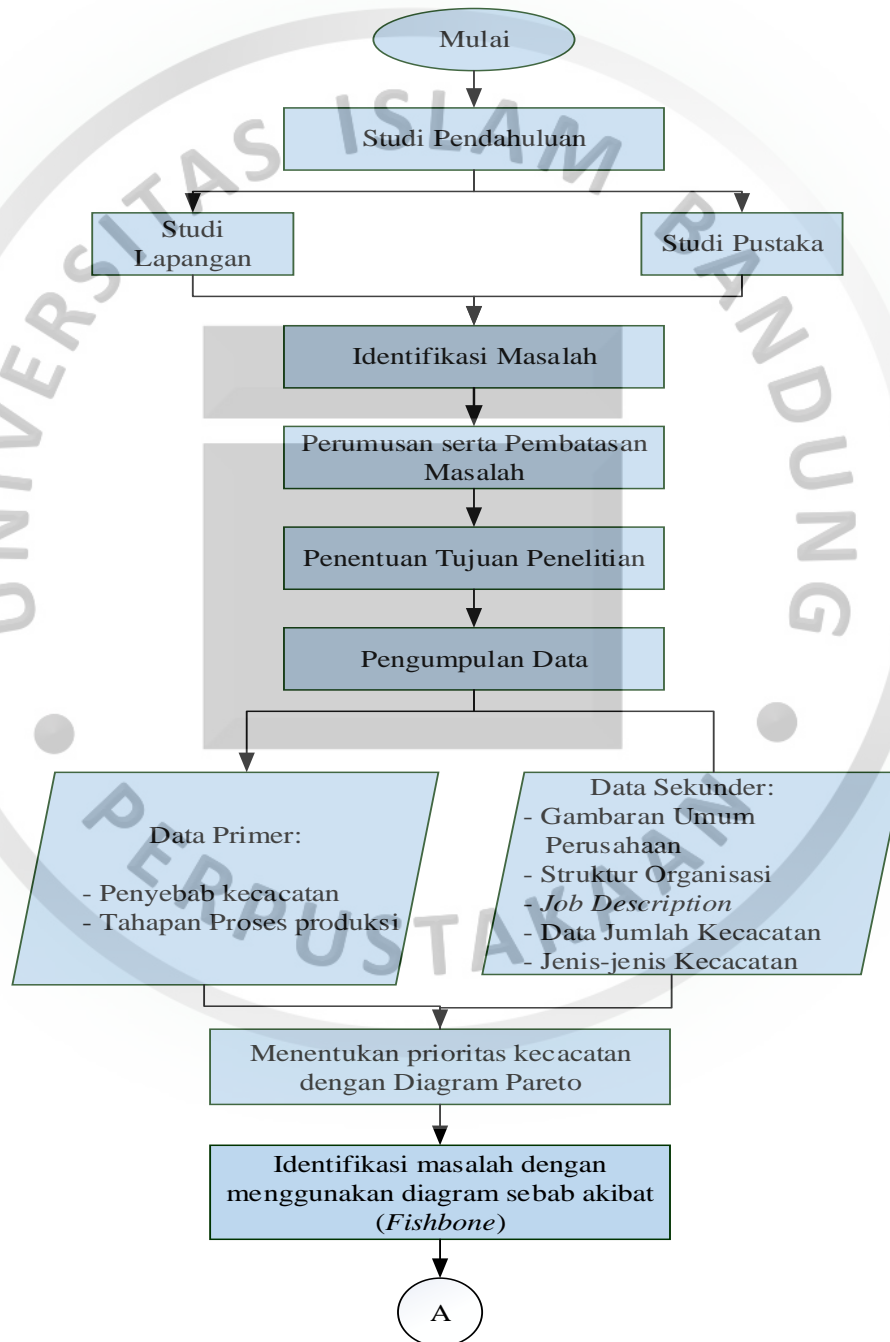 Mulai
Studi Pendahuluan
Studi
Lapangan
Studi Pustaka
Identifikasi Masalah
Perumusan serta Pembatasan
Masalah
Penentuan Tujuan Penelitian
Pengumpulan Data
Data Primer:
- Penyebab kecacatan
- Tahapan Proses produksi
Data Sekunder:
- Gambaran Umum
Perusahaan
- Struktur Organisasi
- Job Description
- Data Jumlah Kecacatan
- Jenis-jenis Kecacatan
Menentukan prioritas kecacatan
dengan Diagram Pareto
Identifikasi masalah dengan
menggunakan diagram sebab akibat
(Fishbone)
A
UNIVERSITAS ISLAM BANDUNG
PERPUSTAKAAN